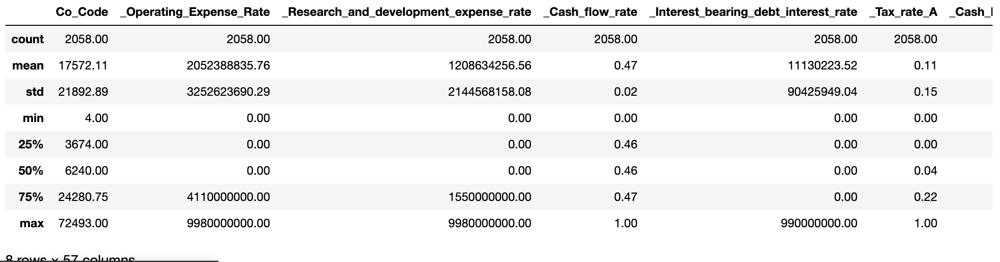 Co_Code _Operating_Expense_Rate _Research_and_development_expense_rate _Cash_flow_rate _Interest_bearing_debt_interest_rate _Tax_rate_A _Cash_
count 2058.00 2058.00 2058.00 2058.00 2058.00 2058.00
mean 17572.11 2052388835.76 1208634256.56 0.47 11130223.52 0.11
std 21892.89 3252623690.29 2144568158.08 0.02 90425949.04 0.15
min 4.00 0.00 0.00 0.00 0.00 0.00
25% 3674.00 0.00 0.00 0.46 0.00 0.00
50% 6240.00 0.00 0.00 0.46 0.00 0.04
75% 24280.75 4110000000.00 1550000000.00 0.47 0.00 0.22
max 72493.00 9980000000.00 9980000000.00 1.00 990000000.00 1.00
8 rows × 57 columns